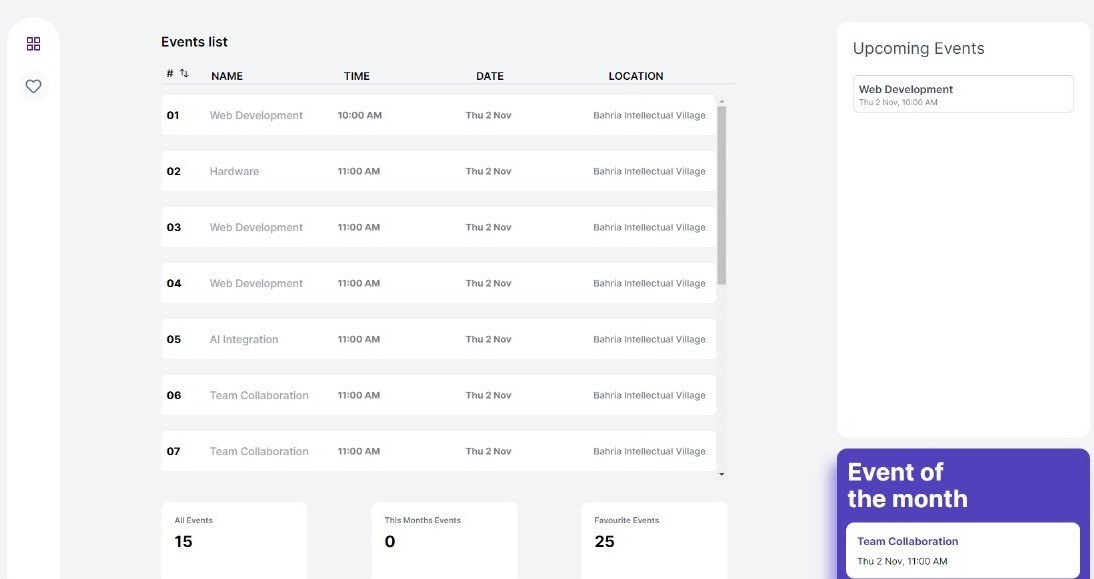 Events list
# NAME TIME DATE LOCATION
01 Web Development 10:00 AM Thu 2 Nov Bahria Intellectual Village
02 Hardware 11:00 AM Thu 2 Nov Bahria Intellectual Village
03 Web Development 11:00 AM Thu 2 Nov Bahria Intellectual Village
04 Web Development 11:00 AM Thu 2 Nov Bahria Intellectual Village
05 AI Integration 11:00 AM Thu 2 Nov Bahria Intellectual Village
06 Team Collaboration 11:00 AM Thu 2 Nov Bahria Intellectual Village
07 Team Collaboration 11:00 AM Thu 2 Nov Bahria Intellectual Village
All Events
15
This Months Events
0
Favourite Events
25
Upcoming Events
Web Development
Thu 2 Nov, 10:00 AM
Event of
the month
Team Collaboration
Thu 2 Nov, 11:00 AM